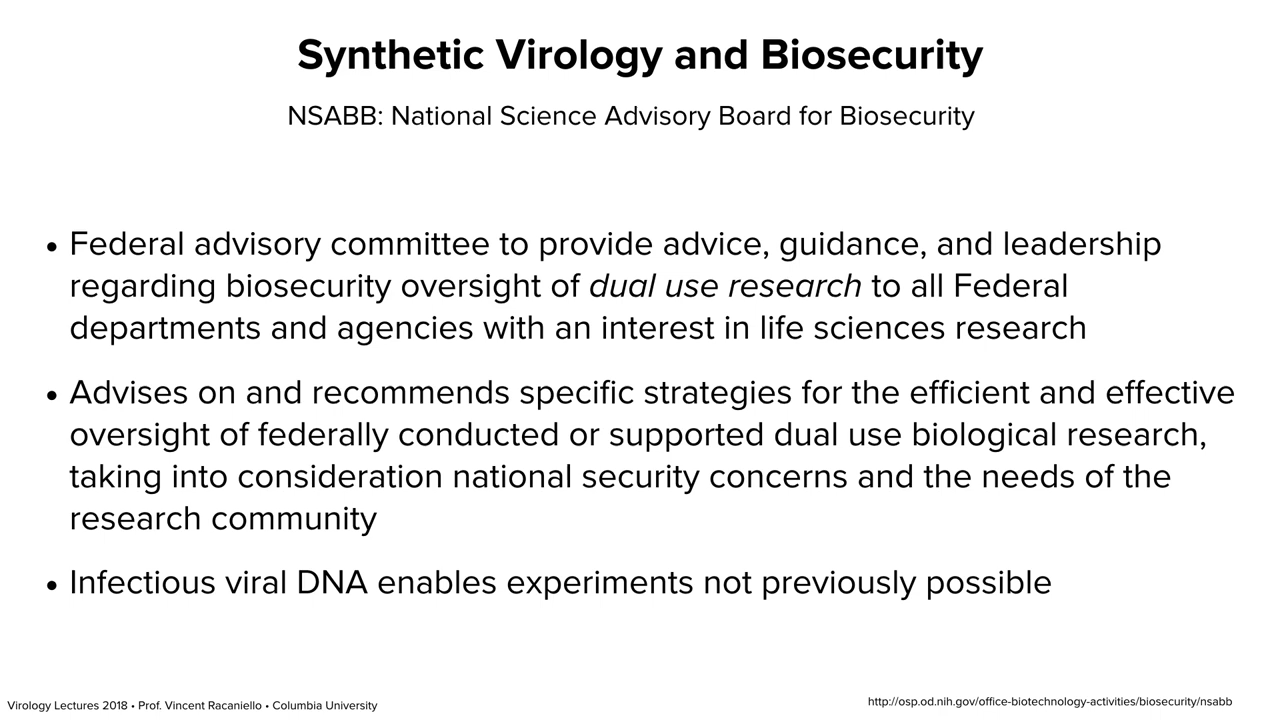 Synthetic Virology and Biosecurity
NSABB: National Science Advisory Board for Biosecurity
• Federal advisory committee to provide advice, guidance, and leadership
regarding biosecurity oversight of dual use research to all Federal
departments and agencies with an interest in life sciences research
• Advises on and recommends specific strategies for the efficient and effective
oversight of federally conducted or supported dual use biological research,
taking into consideration national security concerns and the needs of the
research community
• Infectious viral DNA enables experiments not previously possible
Virology Lectures 2018 • Prof. Vincent Racaniello • Columbia University
http://osp.od.nih.gov/office-biotechnology-activities/biosecurity/nsabb